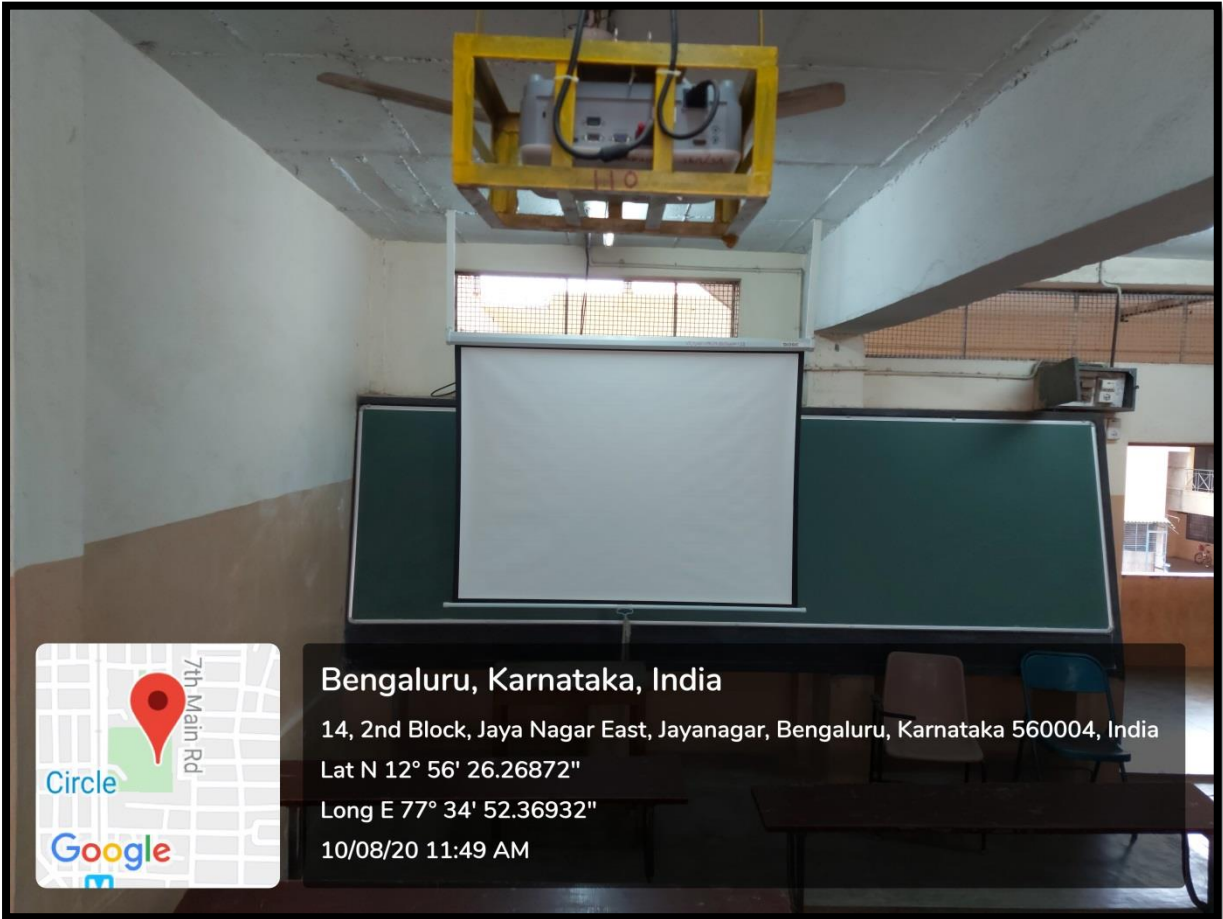 110
7th Main Rd
Circle
Google
Bengaluru, Karnataka, India
14, 2nd Block, Jaya Nagar East, Jayanagar, Bengaluru, Karnataka 560004, India
Lat N 12° 56' 26.26872"
Long E 77° 34' 52.36932"
10/08/20 11:49 AM